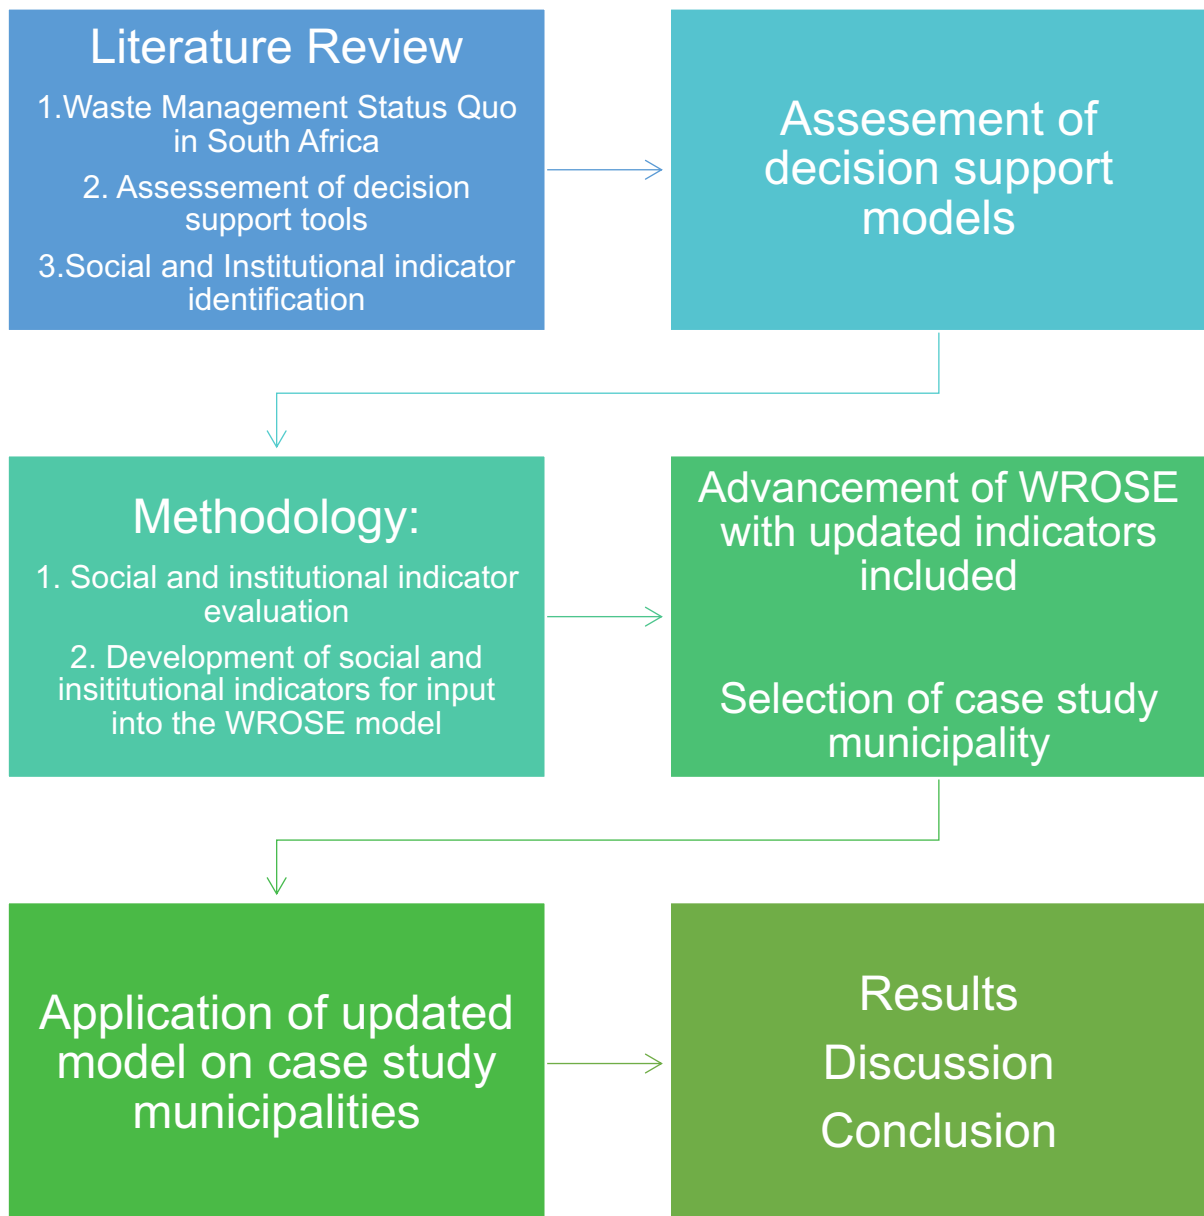 Literature Review
1.Waste Management Status Quo
in South Africa
2. Assessement of decision
support tools
3.Social and Institutional indicator
identification
Assesement of
decision support
models
Methodology:
1. Social and institutional indicator
evaluation
2. Development of social and
insititutional indicators for input
into the WROSE model
Advancement of WROSE
with updated indicators
included
Selection of case study
municipality
Application of updated
model on case study
municipalities
Results
Discussion
Conclusion